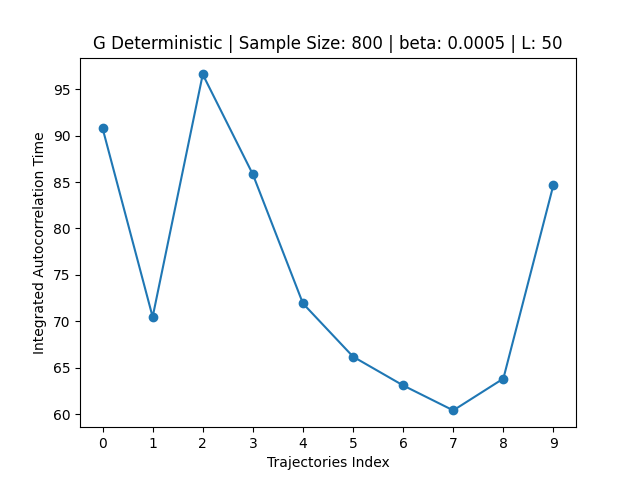 G Deterministic | Sample Size: 800 | beta: 0.0005 | L: 50
Integrated Autocorrelation Time
95
90
85
80
75
70
65
60
0 1 2 3 4 5 6 7 8 9
Trajectories Index